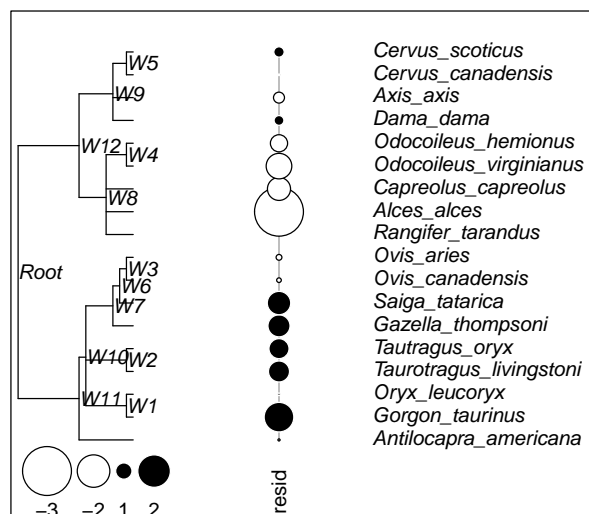 Cervus_scoticus
W5
Cervus_canadensis
W9
Axis_axis
Dama_dama
Odocoileus_hemionus
W12
W4
Odocoileus_virginianus
Capreolus_capreolus
W8
Alces_alces
Rangifer_tarandus
Ovis_aries
Root
W3
Ovis_canadensis
W6
Saiga_tatarica
W7
Gazella_thompsoni
Tautragus_oryx
W10
W2
Taurotragus_livingstoni
Oryx_leucoryx
W11
W1
Gorgon_taurinus
Antilocapra_americana
resid
−3 −2 1 2